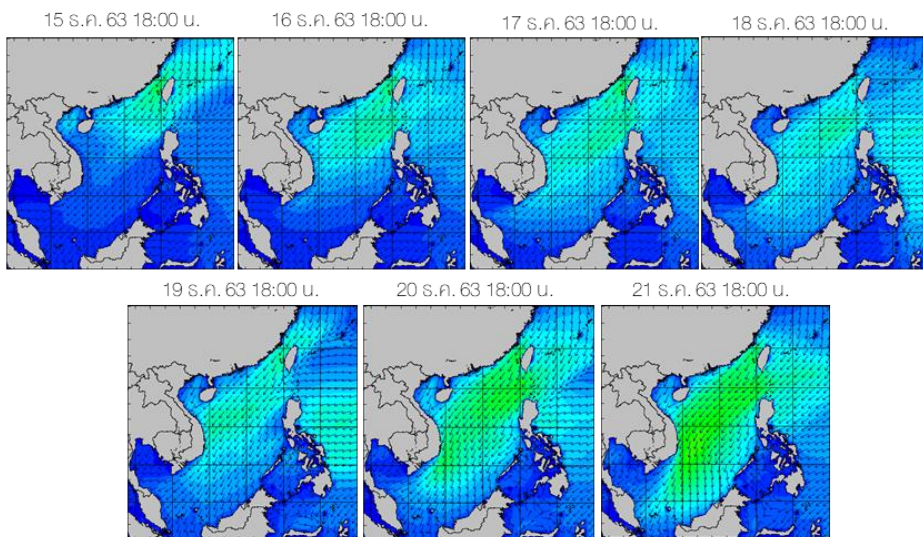 15 ธ.ค. 63 18:00 น.
16 ธ.ค. 63 18:00 น.
17 ธ.ค. 63 18:00 น.
18 ธ.ค. 63 18:00 น.
19 ธ.ค. 63 18:00 น.
20 ธ.ค. 63 18:00 น.
21 ธ.ค. 63 18:00 น.